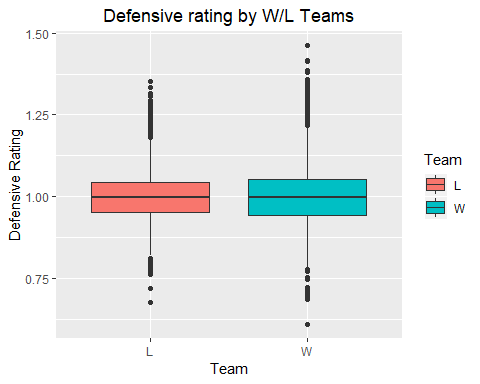 Defensive rating by W/L Teams
1.50
1.25
1.00
0.75
Defensive Rating
L
W
Team
Team
L
W